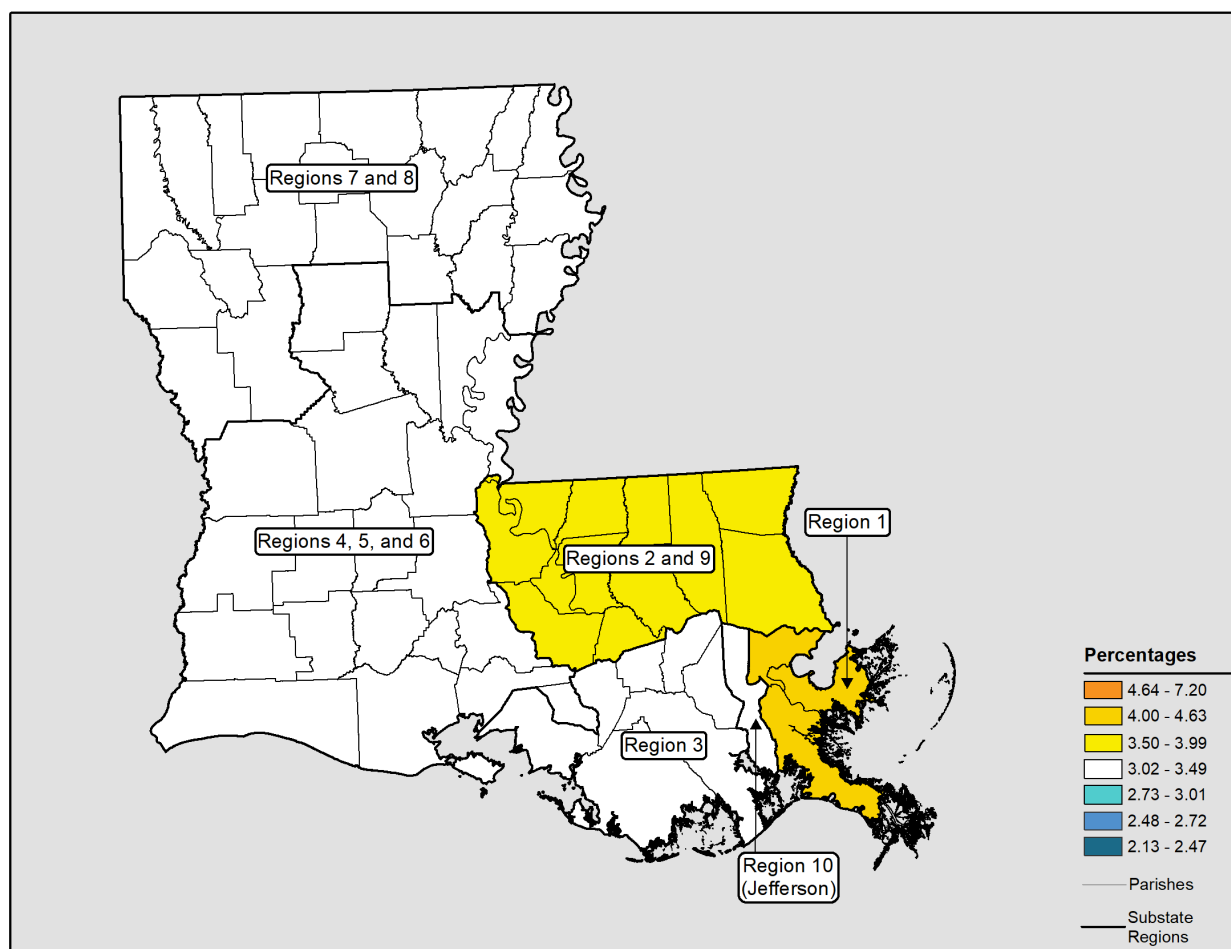 Regions 7 and 8
Region 1
Regions 4, 5, and 6
Regions 2 and 9
Region 3
Region 10
(Jefferson)
Percentages
4.64 - 7.20
4.00 - 4.63
3.50 - 3.99
3.02 - 3.49
2.73 - 3.01
2.48 - 2.72
2.13 - 2.47
Parishes
Substate
Regions